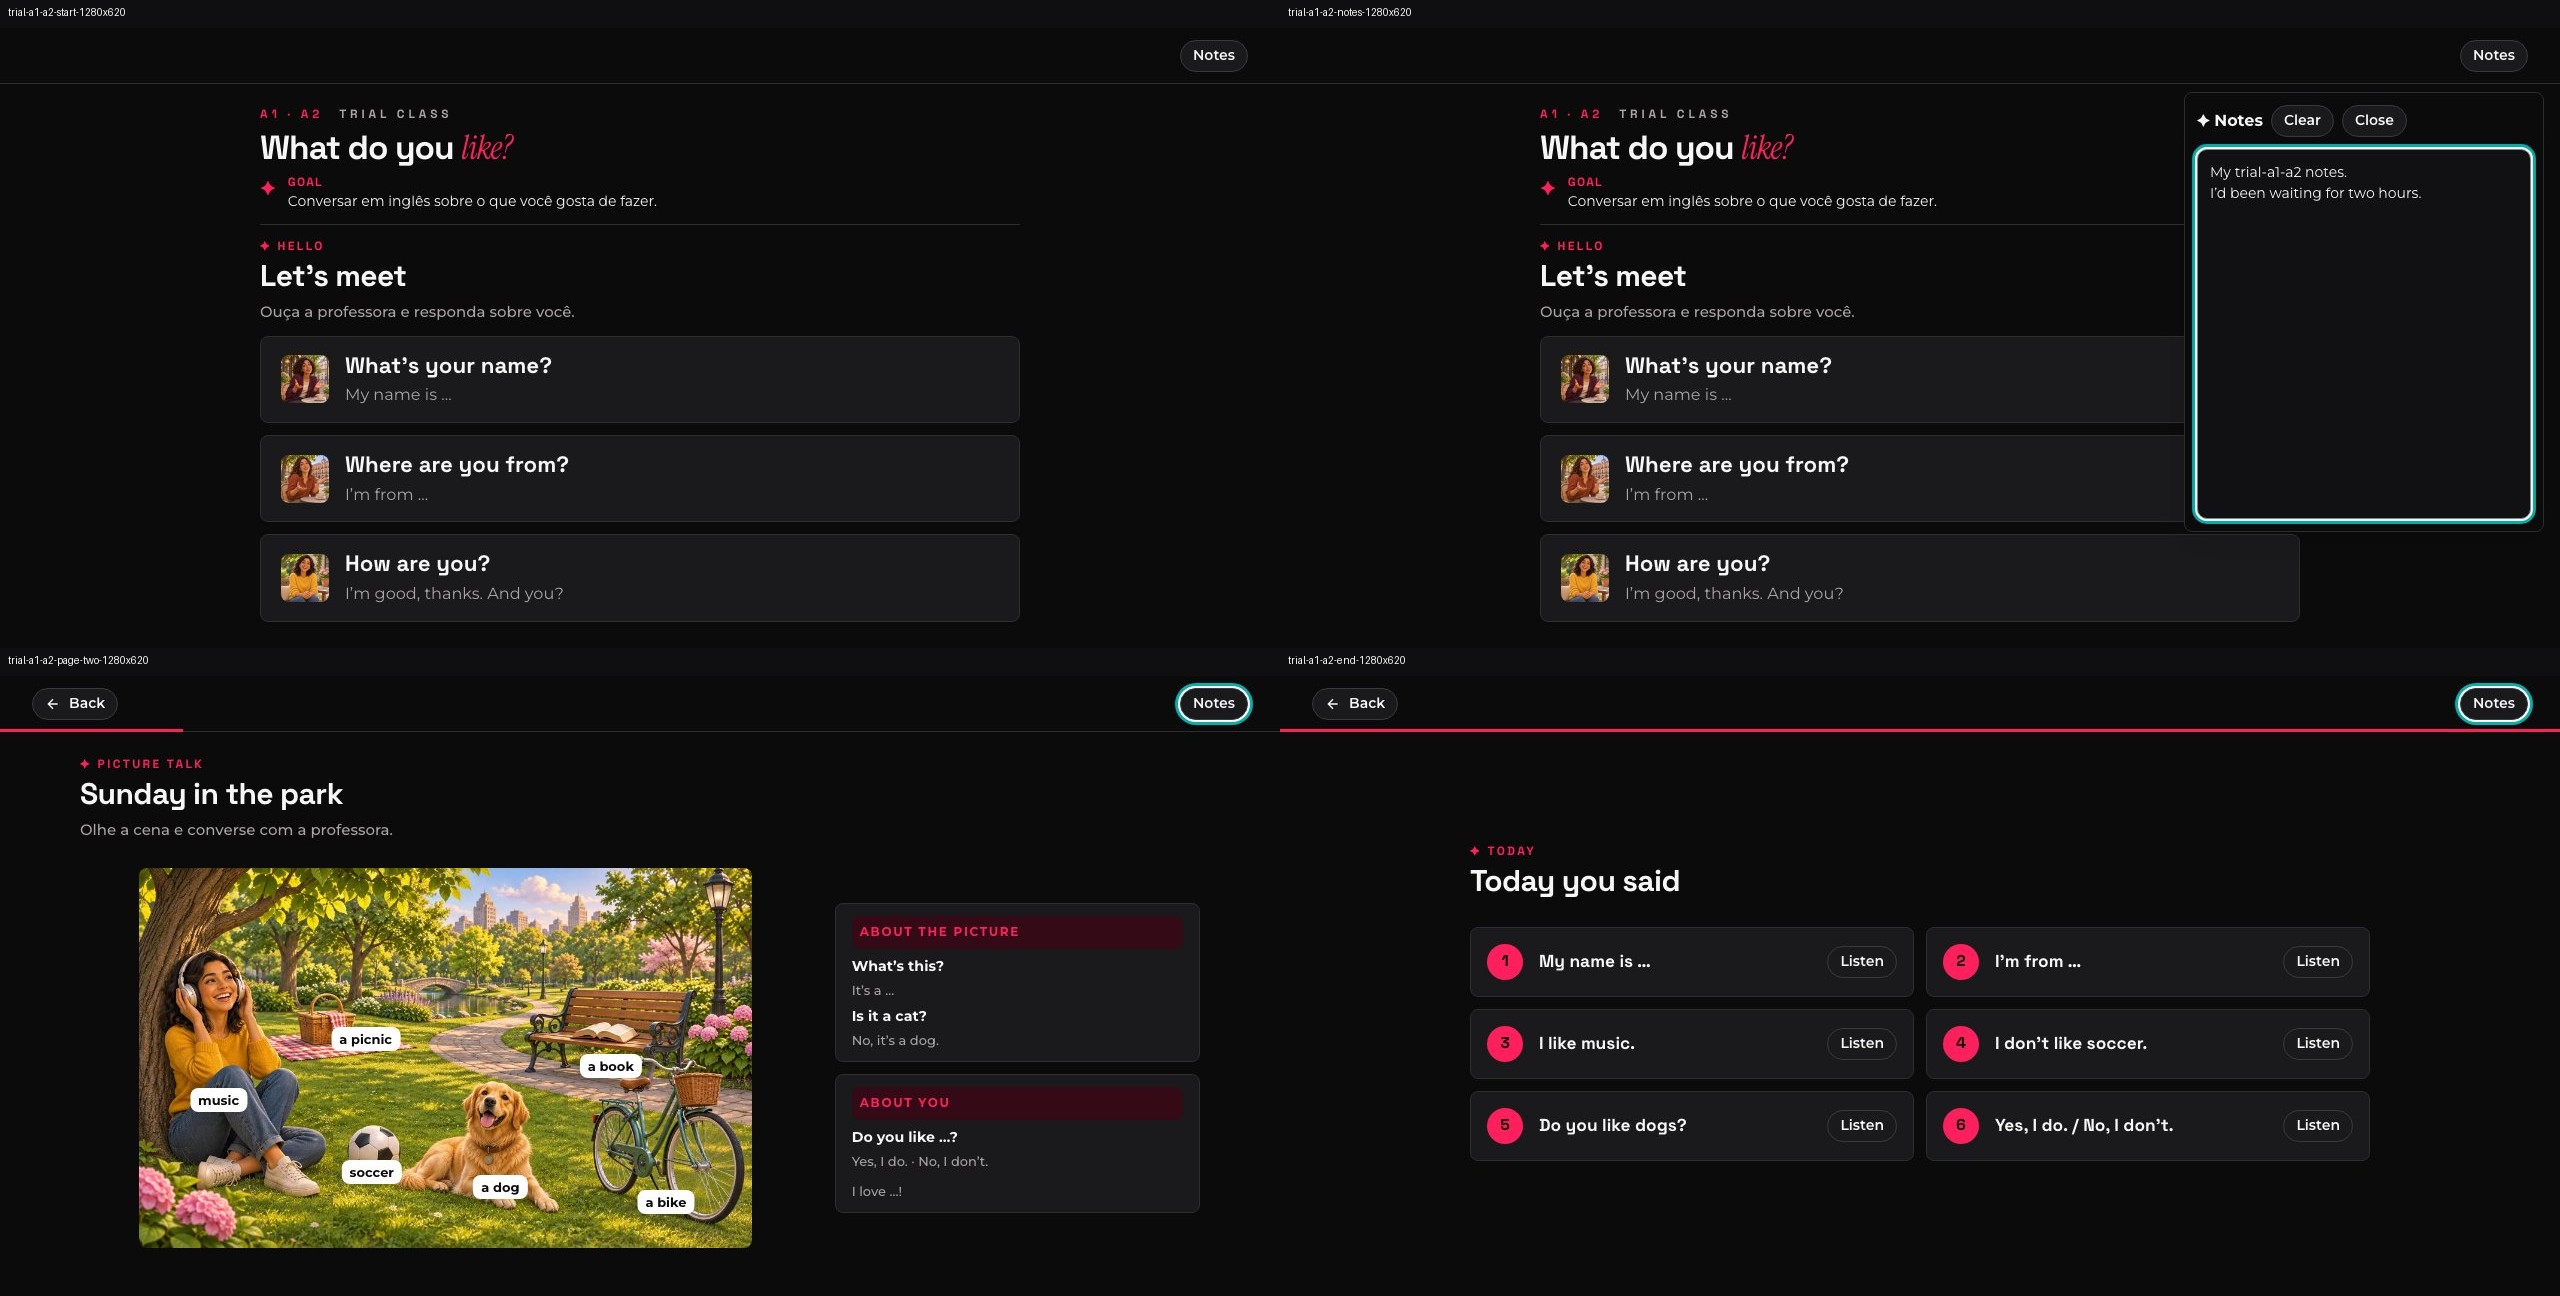 trial-a1-a2-start-1280x620
Notes
A1 · A2 TRIAL CLASS
What do you like?
GOAL
Conversar em inglês sobre o que você gosta de fazer.
HELLO
Let's meet
Ouça a professora e responda sobre você.
What's your name?
My name is ...
Where are you from?
I'm from ...
How are you?
I'm good, thanks. And you?
trial-a1-a2-notes-1280x620
Notes
A1 · A2 TRIAL CLASS
What do you like?
GOAL
Conversar em inglês sobre o que você gosta de fazer.
HELLO
Let's meet
Ouça a professora e responda sobre você.
What's your name?
My name is ...
Where are you from?
I'm from ...
How are you?
I'm good, thanks. And you?
Notes Clear Close
My trial-a1-a2 notes.
I'd been waiting for two hours.
trial-a1-a2-page-two-1280x620
← Back Notes
PICTURE TALK
Sunday in the park
Olhe a cena e converse com a professora.
a picnic
a book
music
soccer
a dog
a bike
ABOUT THE PICTURE
What's this?
It's a ...
Is it a cat?
No, it's a dog.
ABOUT YOU
Do you like ...?
Yes, I do. · No, I don't.
I love ...!
trial-a1-a2-end-1280x620
← Back Notes
TODAY
Today you said
1 My name is ... Listen
2 I'm from ... Listen
3 I like music. Listen
4 I don't like soccer. Listen
5 Do you like dogs? Listen
6 Yes, I do. / No, I don't. Listen